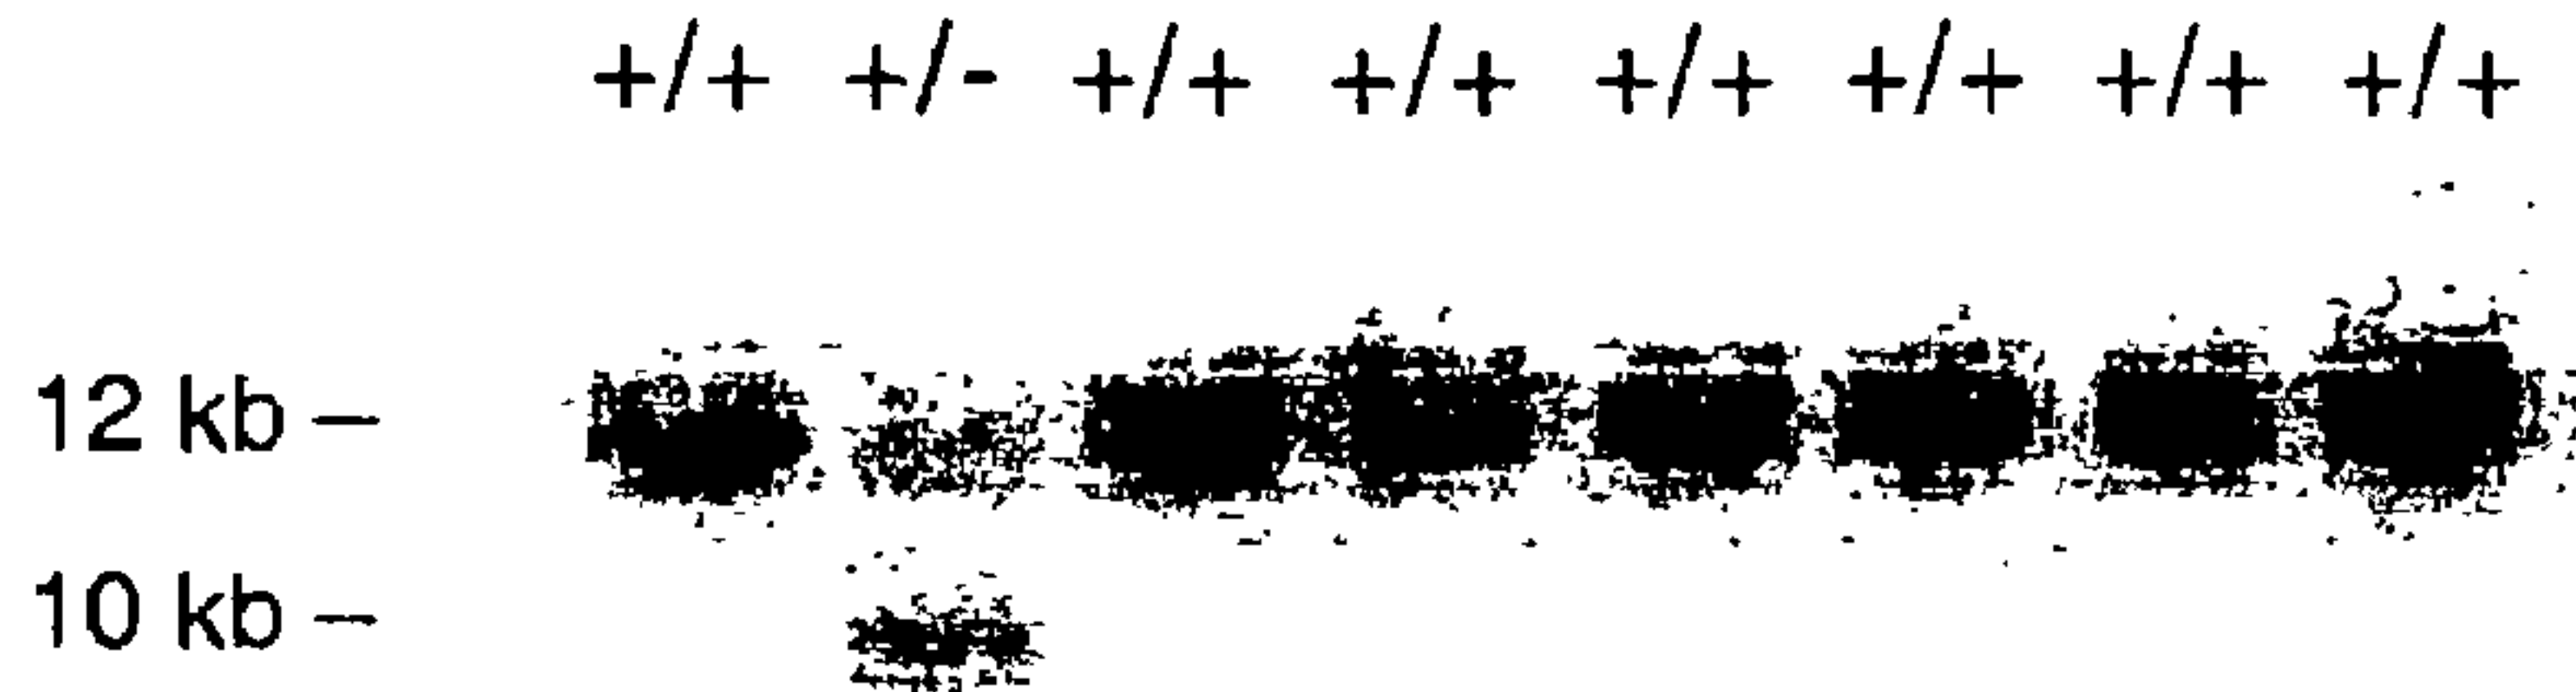 +/+ +/- +/+ +/+ +/+ +/+ +/+ +/+
12 kb –
10 kb –